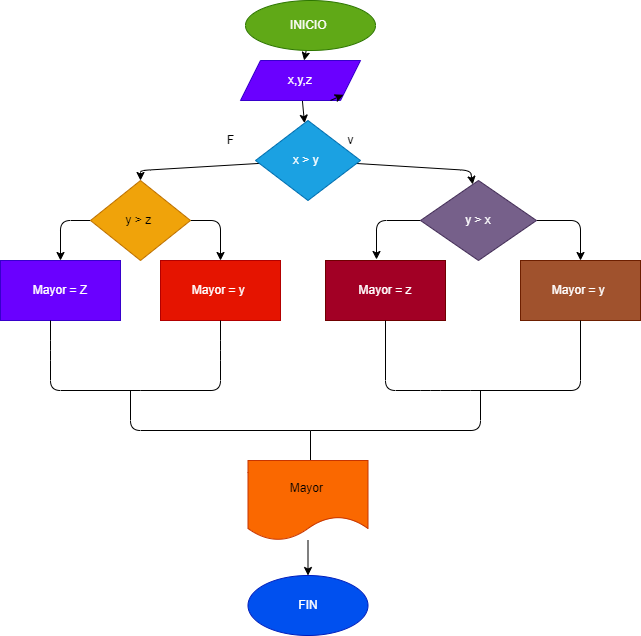 INICIO
x,y,z
F
v
x > y
y > z
y > x
Mayor = Z
Mayor = y
Mayor = z
Mayor = y
Mayor
FIN